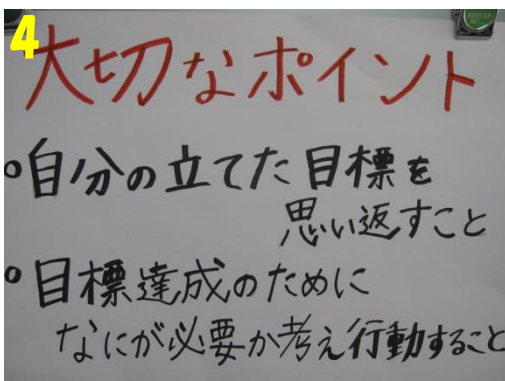 4
大切なポイント
○自分の立てた目標を
思い返すこと
○目標達成のために
なにが必要か考え行動すること